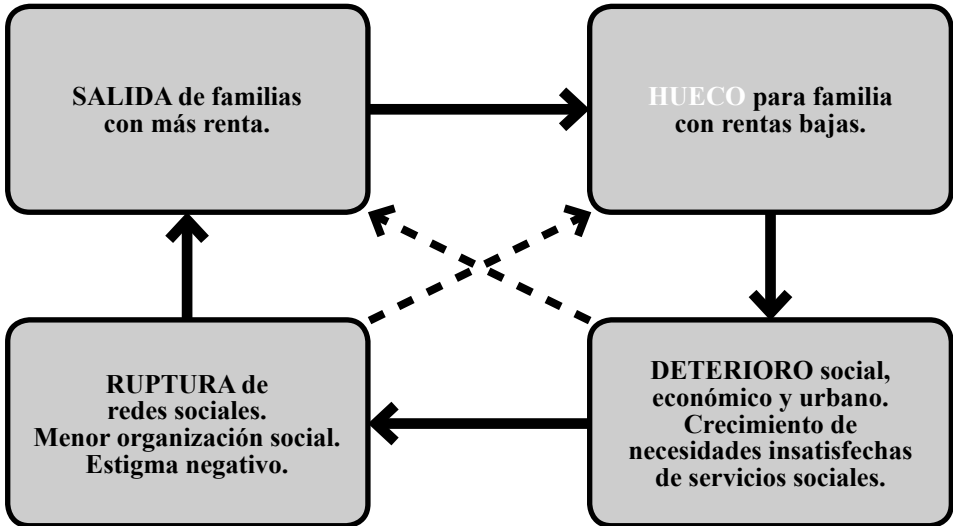 SALIDA de familias
con más renta.
HUECO para familia
con rentas bajas.
RUPTURA de
redes sociales.
Menor organización social.
Estigma negativo.
DETERIORO social,
económico y urbano.
Crecimiento de
necesidades insatisfechas
de servicios sociales.